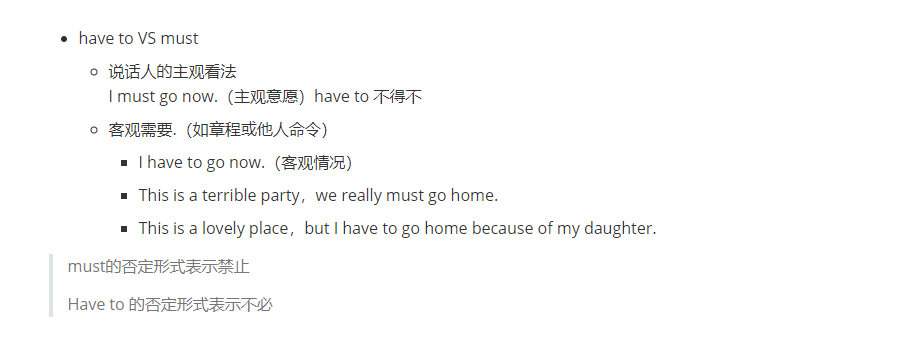 have to VS must
说话人的主观看法
I must go now.（主观意愿）have to 不得不
客观需要.（如章程或他人命令）
I have to go now.（客观情况）
This is a terrible party，we really must go home.
This is a lovely place，but I have to go home because of my daughter.
must的否定形式表示禁止
Have to 的否定形式表示不必